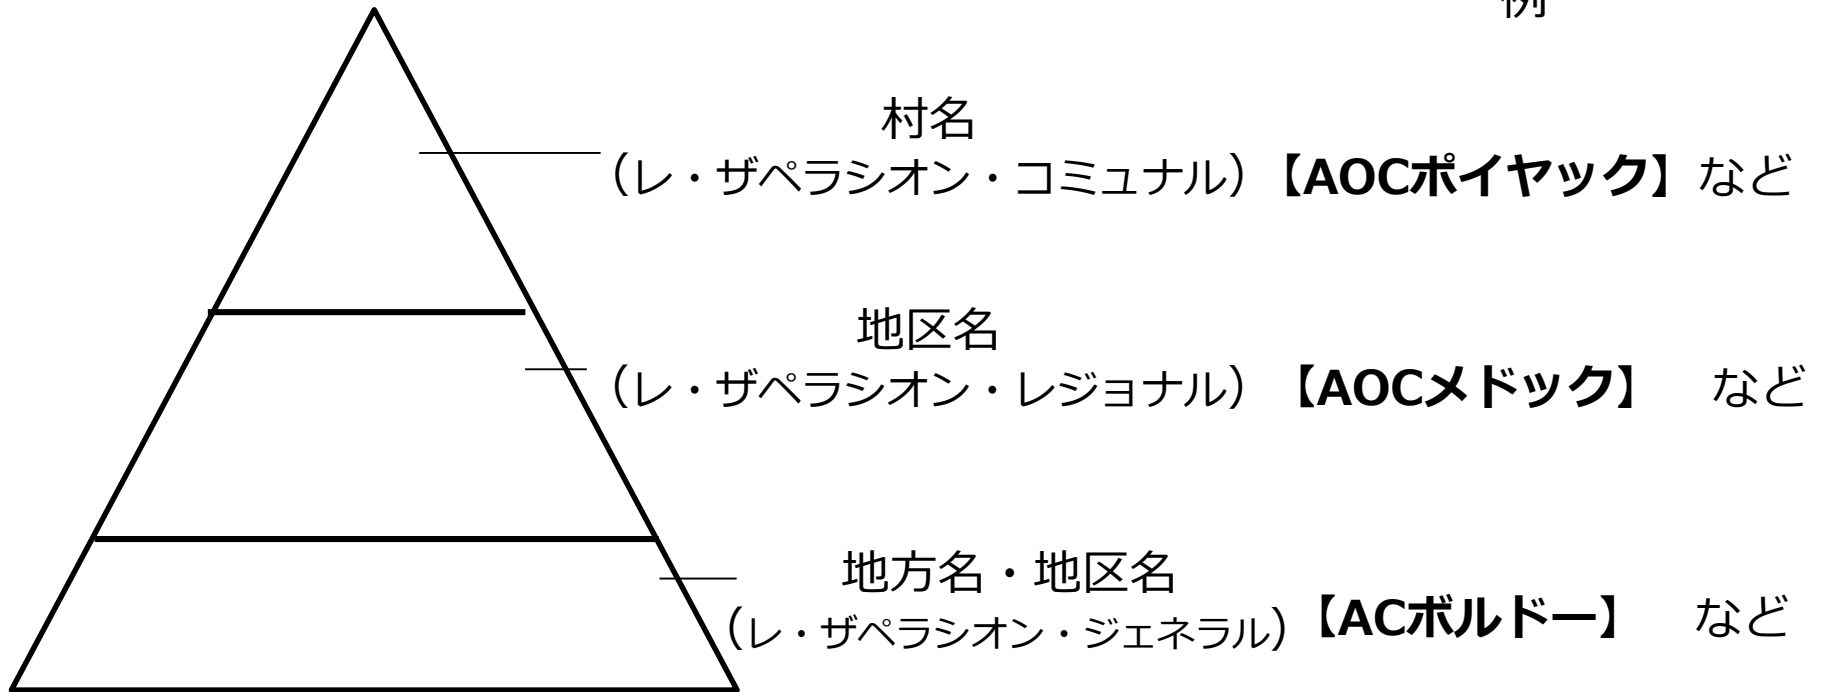 例
村名
（レ・ザペラシオン・コミュナル）【AOCポイヤック】など
地区名
（レ・ザペラシオン・レジョナル）【AOCメドック】 など
地方名・地区名
（レ・ザペラシオン・ジェネラル）【ACボルドー】 など